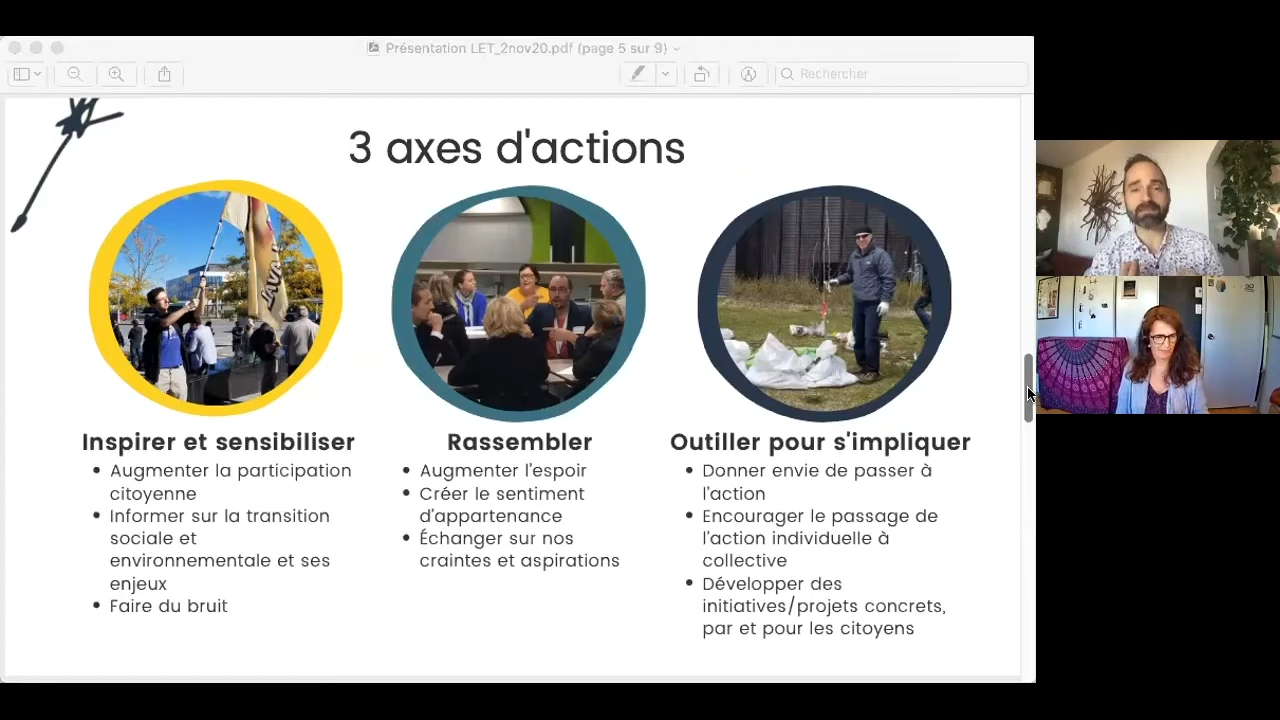 Présentation LET_2nov20.pdf (page 5 sur 9)
Rechercher
3 axes d'actions
LAVAL
Inspirer et sensibiliser
• Augmenter la participation
citoyenne
• Informer sur la transition
sociale et
environnementale et ses
enjeux
• Faire du bruit
Rassembler
• Augmenter l'espoir
• Créer le sentiment
d'appartenance
• Échanger sur nos
craintes et aspirations
Outiller pour s'impliquer
• Donner envie de passer à
l'action
• Encourager le passage de
l'action individuelle à
collective
• Développer des
initiatives/projets concrets,
par et pour les citoyens